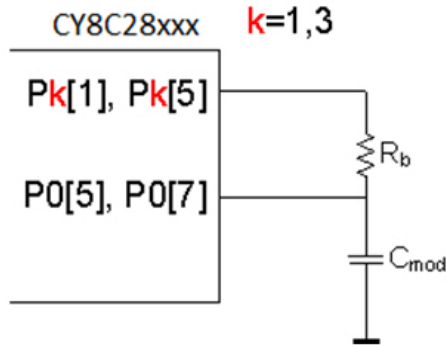 CY8C28xxx k=1,3
Pk[1], Pk[5]
Rb
P0[5], P0[7]
Cmod